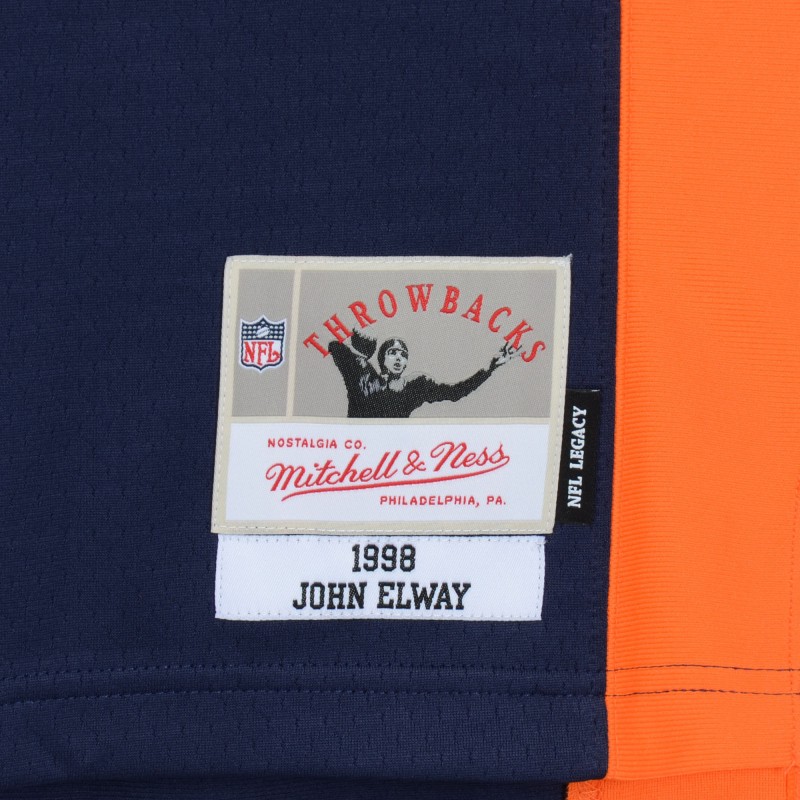 THROWBACKS
NFL
NOSTALGIA CO.
Mitchell & Ness
PHILADELPHIA, PA.
NFL LEGACY
1998
JOHN ELWAY